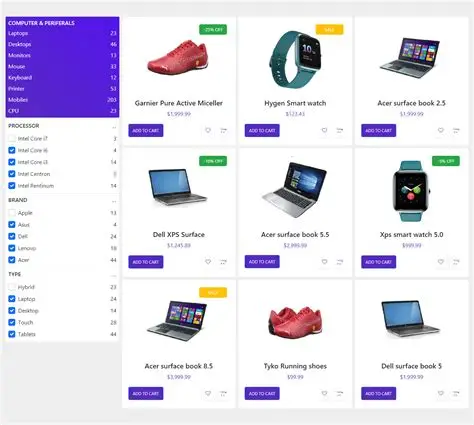 COMPUTER & PERIFERALS
Laptops 23
Desktops 46
Monitors 13
Mouse 33
Keyboard 12
Printer 53
Mobiles 203
CPU 23
PROCESSOR
Intel Core i7 3
Intel Core i6 4
Intel Core i3 14
Intel Centron
Intel Pentinum 14
BRAND
Apple 13
Asus 4
Dell 24
Lenovo 18
Acer 44
TYPE
Hybrid 23
Laptop 24
Desktop 14
Touch 28
Tablets 44
-25% OFF
Garnier Pure Active Miceller
$1,999.99
ADD TO CART
SALE
Hygen Smart watch
$123.43
ADD TO CART
Acer surface book 2.5
$1,999.99
ADD TO CART
-10% OFF
Dell XPS Surface
$1,245.89
ADD TO CART
Acer surface book 5.5
$2,999.99
ADD TO CART
-5% OFF
Xps smart watch 5.0
$999.99
ADD TO CART
SALE
Acer surface book 8.5
$3,999.99
ADD TO CART
Tyko Running shoes
$99.99
ADD TO CART
Dell surface book 5
$1,999.99
ADD TO CART